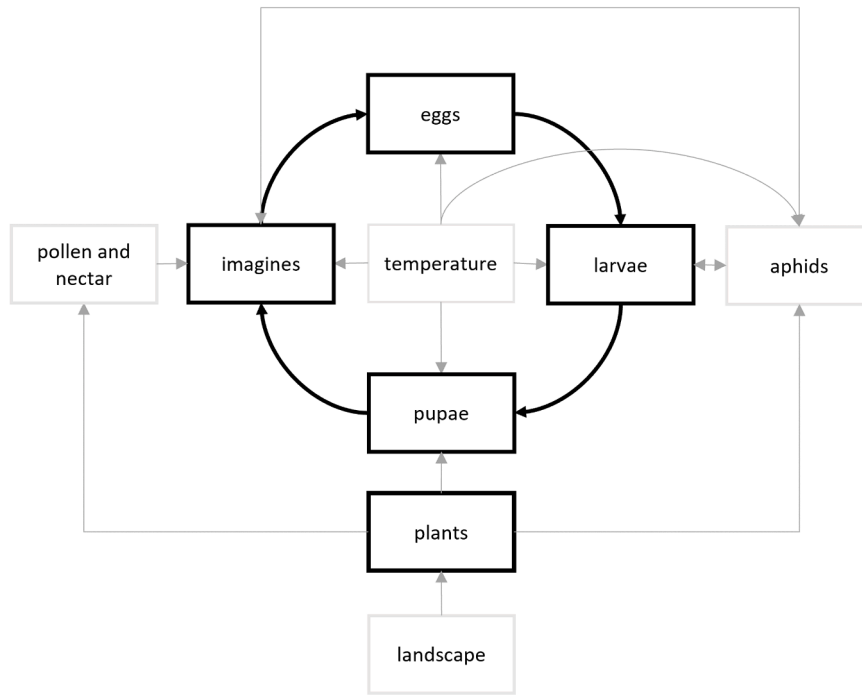 eggs
pollen and
nectar
imagines
temperature
larvae
aphids
pupae
plants
landscape